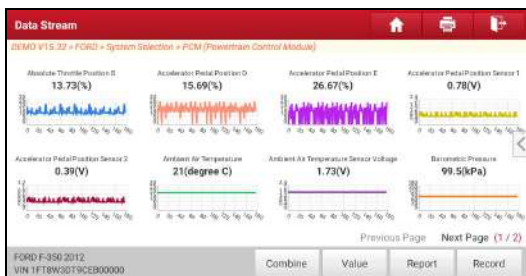 Data Stream
DEMO V15.32 > FORD > System Selection > PCM (Powertrain Control Module)
Absolute Throttle Position B
13.73(%)
Accelerator Pedal Position D
15.69(%)
Accelerator Pedal Position E
26.67(%)
Accelerator Pedal Position Sensor 1
0.78(V)
Accelerator Pedal Position Sensor 2
0.39(V)
Ambient Air Temperature
21(degree C)
Ambient Air Temperature Sensor Voltage
1.73(V)
Barometric Pressure
99.5(kPa)
Previous Page Next Page (1 / 2)
FORD F-350 2012
VIN 1FT8W3DT9CEB00000
Combine Value Report Record